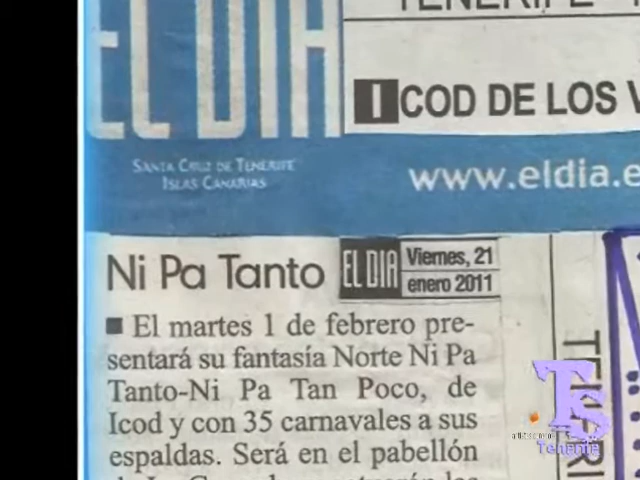 TENERIFE
EL DIA
ICOD DE LOS V
SANTA CRUZ DE TENERIFE
ISLAS CANARIAS
www.eldia.e
Ni Pa Tanto
EL DIA
Viernes, 21
enero 2011
■ El martes 1 de febrero pre-
sentará su fantasía Norte Ni Pa
Tanto-Ni Pa Tan Poco, de
Icod y con 35 carnavales a sus
espaldas. Será en el pabellón
TS
Tenerife